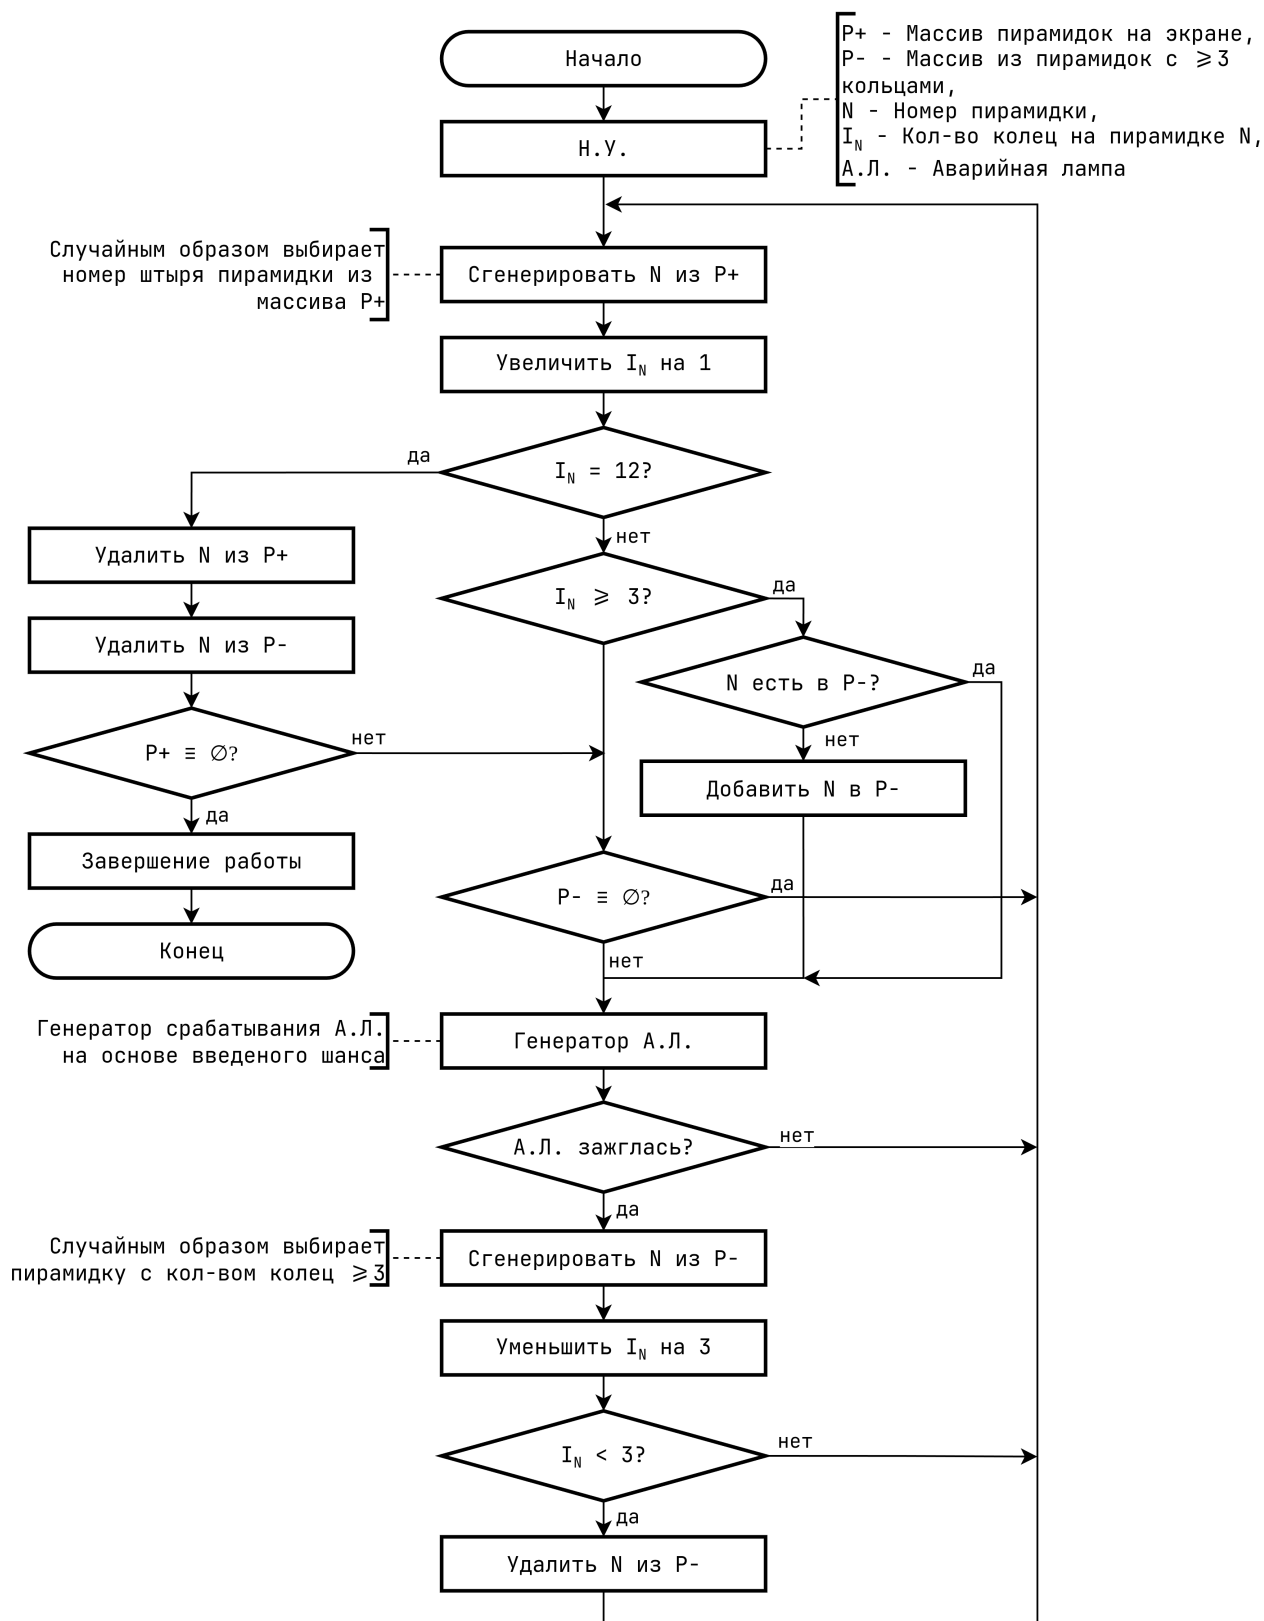 Начало
P+ - Массив пирамидок на экране,
P- - Массив из пирамидок с ⩾3
кольцами,
N - Номер пирамидки,
I_N - Кол-во колец на пирамидке N,
А.Л. - Аварийная лампа
Н.У.
Случайным образом выбирает
номер штыря пирамидки из
массива P+
Сгенерировать N из P+
Увеличить I_N на 1
да
I_N = 12?
нет
Удалить N из P+
I_N ⩾ 3?
да
Удалить N из P-
N есть в P-?
да
нет
P+ ≡ ∅?
нет
Добавить N в P-
да
Завершение работы
P- ≡ ∅?
да
Конец
нет
Генератор срабатывания А.Л.
на основе введеного шанса
Генератор А.Л.
А.Л. зажглась?
нет
да
Случайным образом выбирает
пирамидку с кол-вом колец ⩾3
Сгенерировать N из P-
Уменьшить I_N на 3
I_N < 3?
нет
да
Удалить N из P-